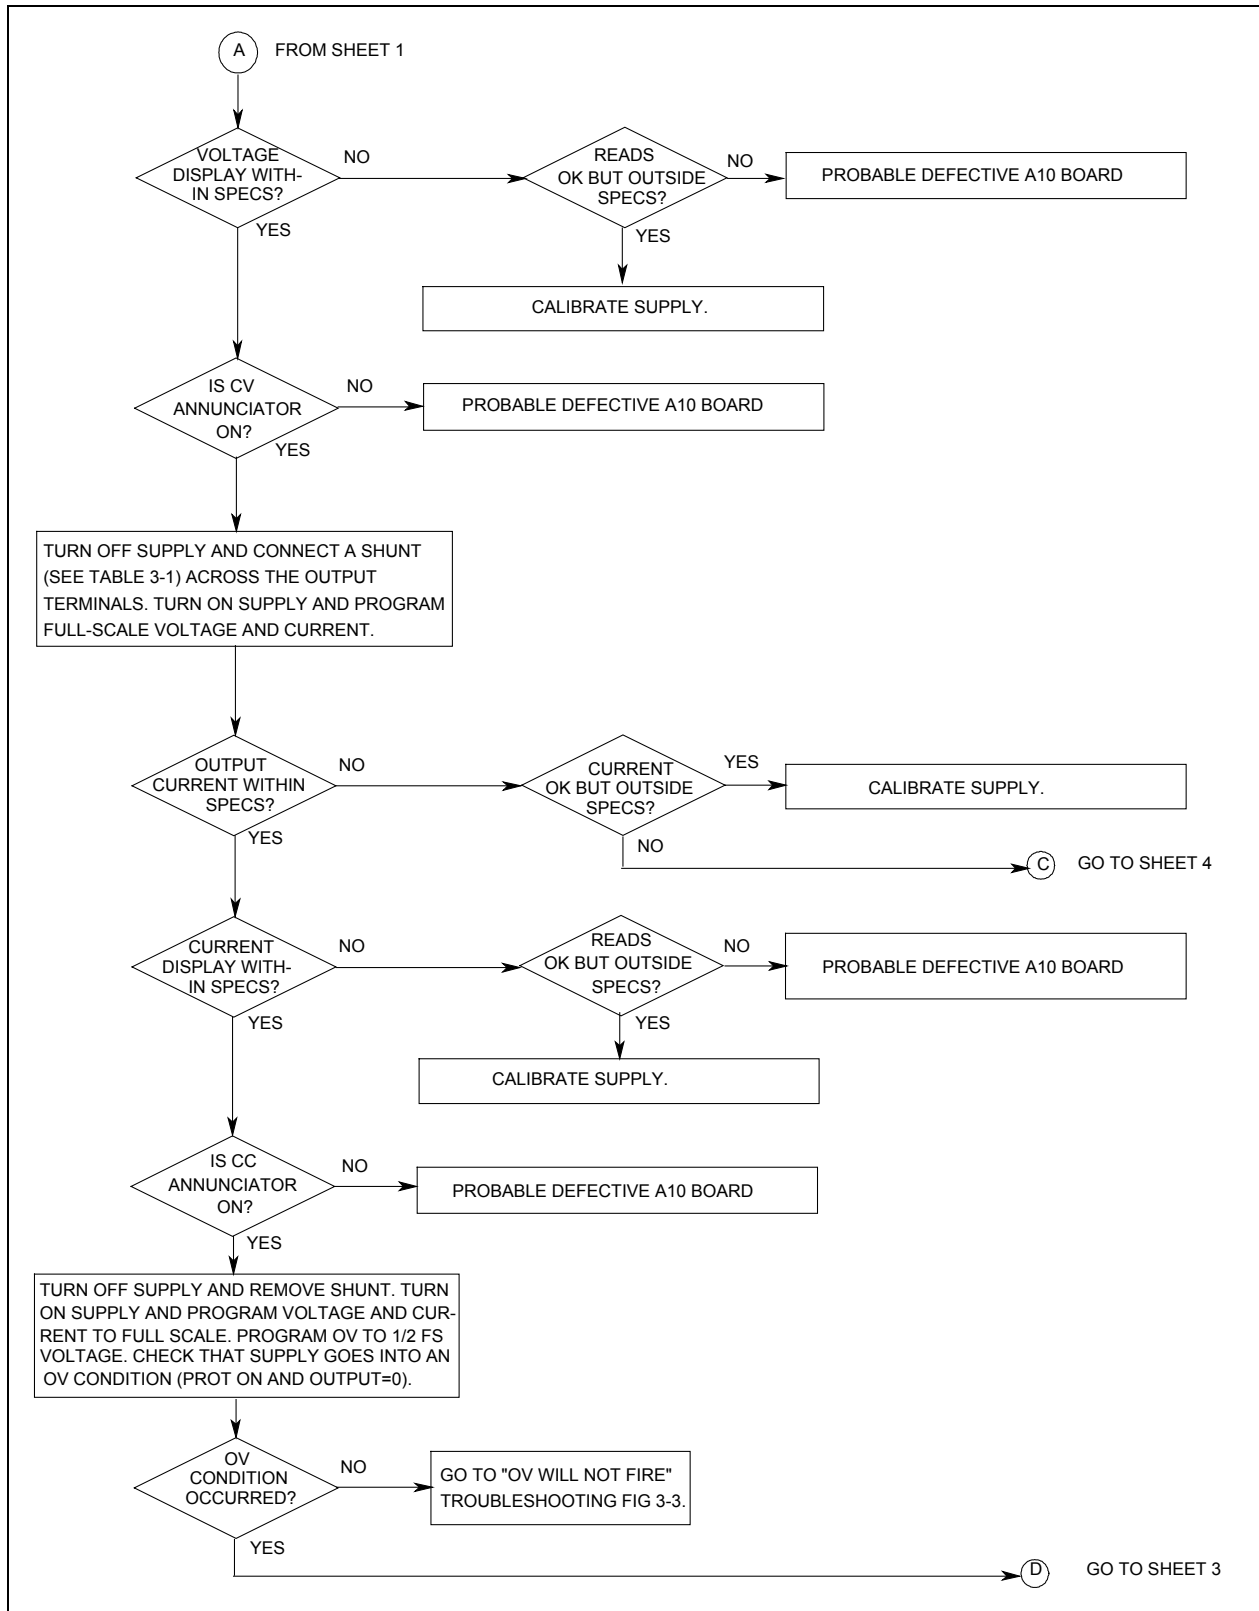 A FROM SHEET 1
VOLTAGE
DISPLAY WITH-
IN SPECS?
NO
YES
READS
OK BUT OUTSIDE
SPECS?
NO
YES
PROBABLE DEFECTIVE A10 BOARD
CALIBRATE SUPPLY.
IS CV
ANNUNCIATOR
ON?
NO
YES
PROBABLE DEFECTIVE A10 BOARD
TURN OFF SUPPLY AND CONNECT A SHUNT
(SEE TABLE 3-1) ACROSS THE OUTPUT
TERMINALS. TURN ON SUPPLY AND PROGRAM
FULL-SCALE VOLTAGE AND CURRENT.
OUTPUT
CURRENT WITHIN
SPECS?
NO
YES
CURRENT
OK BUT OUTSIDE
SPECS?
YES
NO
CALIBRATE SUPPLY.
C GO TO SHEET 4
CURRENT
DISPLAY WITH-
IN SPECS?
NO
YES
READS
OK BUT OUTSIDE
SPECS?
NO
YES
PROBABLE DEFECTIVE A10 BOARD
CALIBRATE SUPPLY.
IS CC
ANNUNCIATOR
ON?
NO
YES
PROBABLE DEFECTIVE A10 BOARD
TURN OFF SUPPLY AND REMOVE SHUNT. TURN
ON SUPPLY AND PROGRAM VOLTAGE AND CUR-
RENT TO FULL SCALE. PROGRAM OV TO 1/2 FS
VOLTAGE. CHECK THAT SUPPLY GOES INTO AN
OV CONDITION (PROT ON AND OUTPUT=0).
OV
CONDITION
OCCURRED?
NO
YES
GO TO "OV WILL NOT FIRE"
TROUBLESHOOTING FIG 3-3.
D GO TO SHEET 3